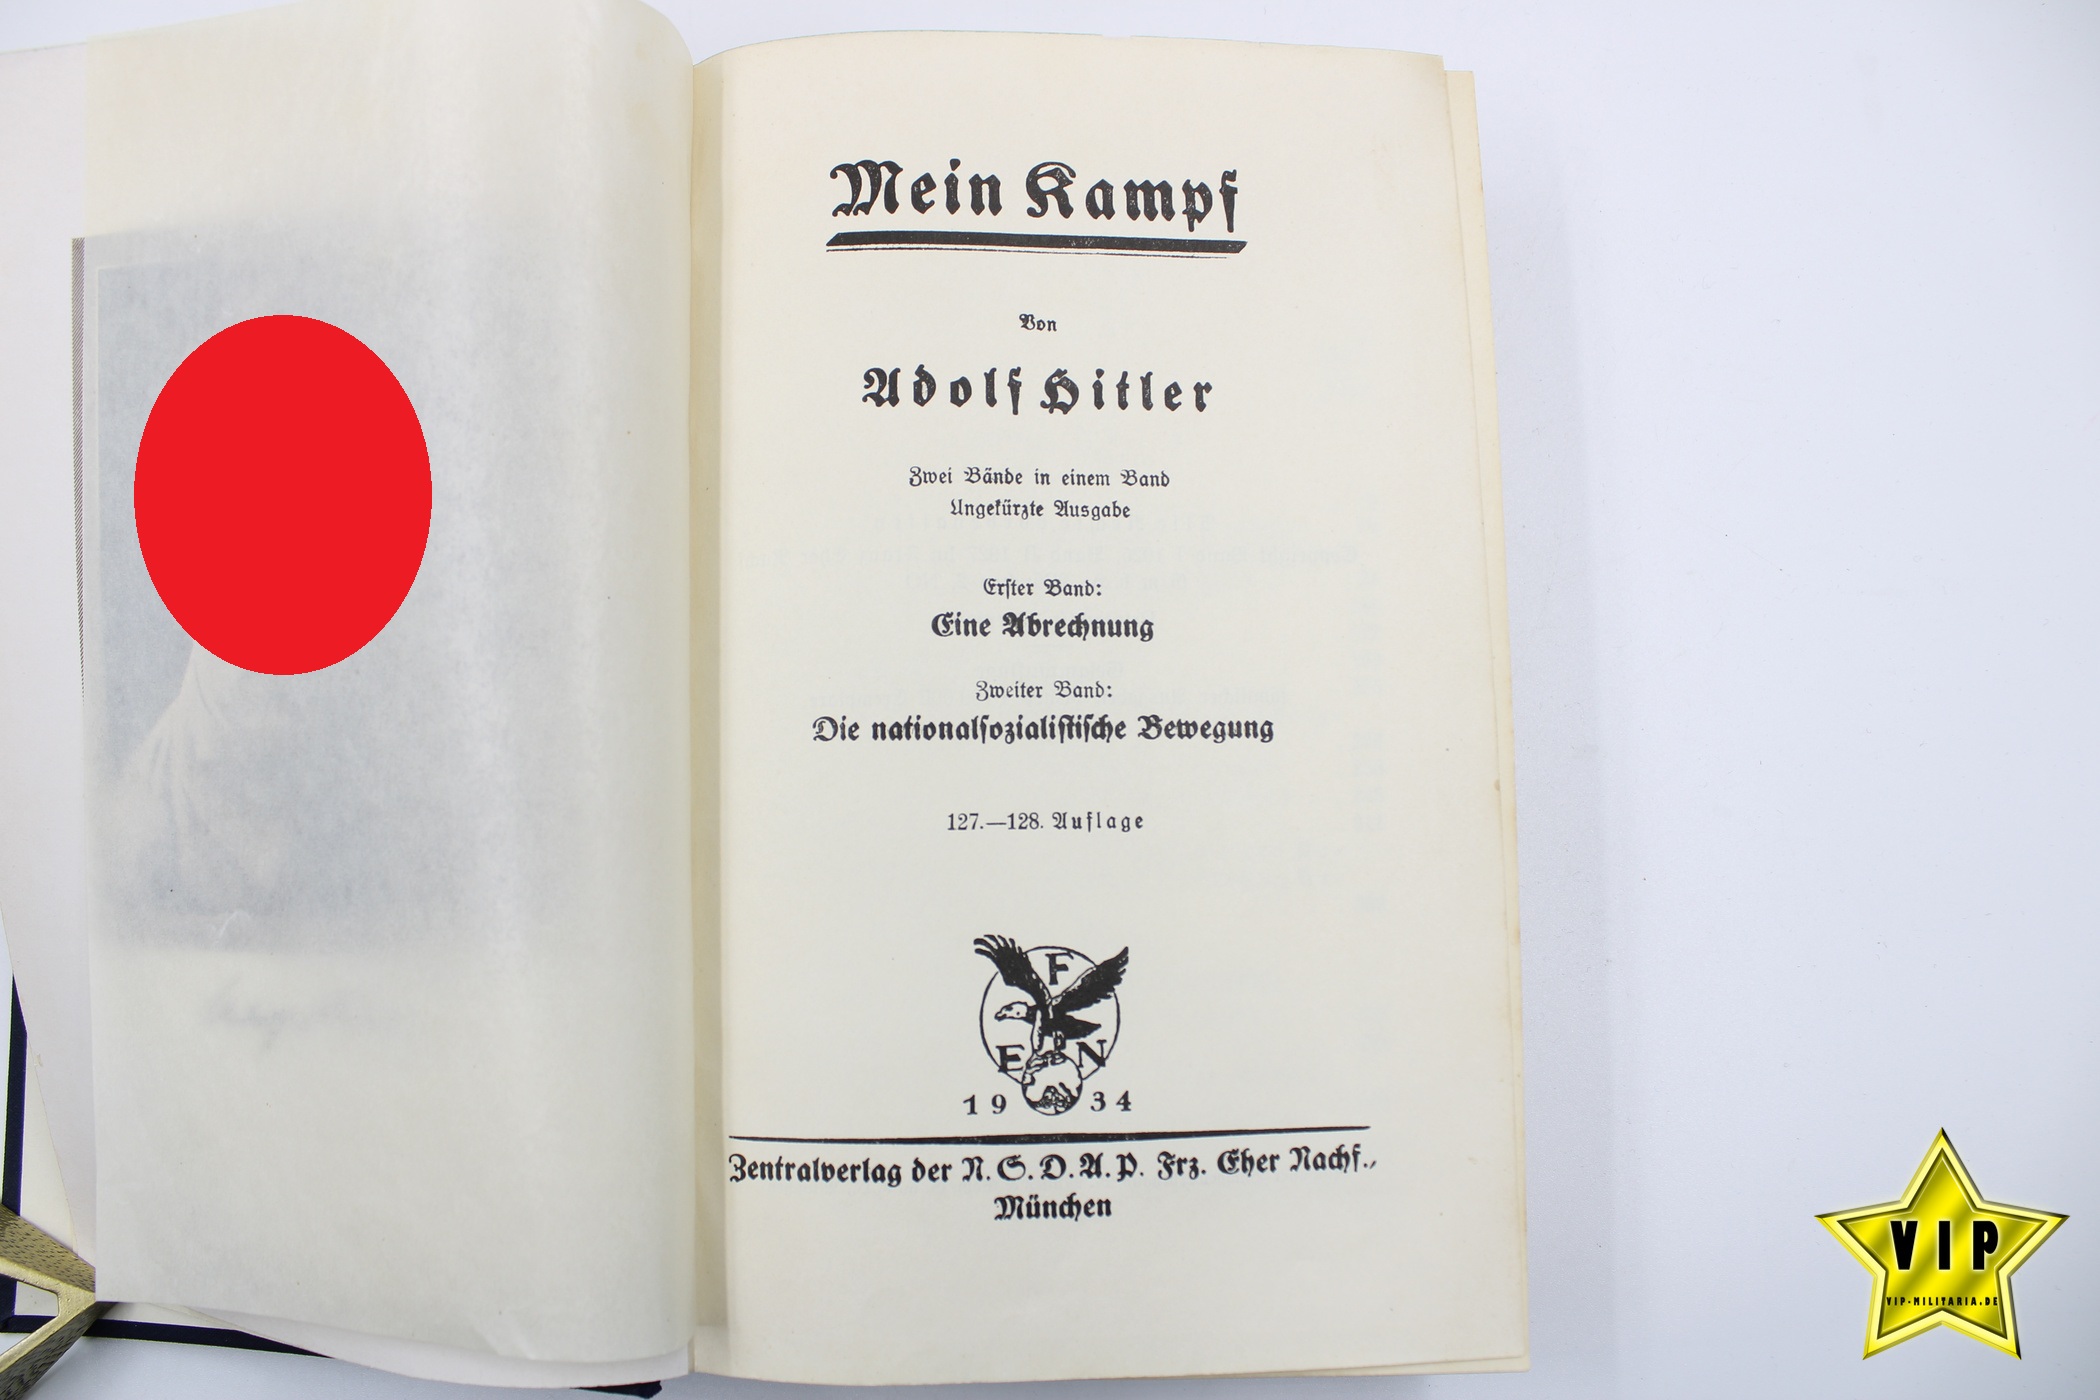 Mein Kampf
Von
Adolf Hitler
Zwei Bände in einem Band
Ungekürzte Ausgabe
Erster Band:
Eine Abrechnung
Zweiter Band:
Die nationalsozialistische Bewegung
127.—128. Auflage
F
E N
19 34
Zentralverlag der N.S.D.A.P. Frz. Eher Nachf.,
München
VIP
VIP-MILITARIA.DE